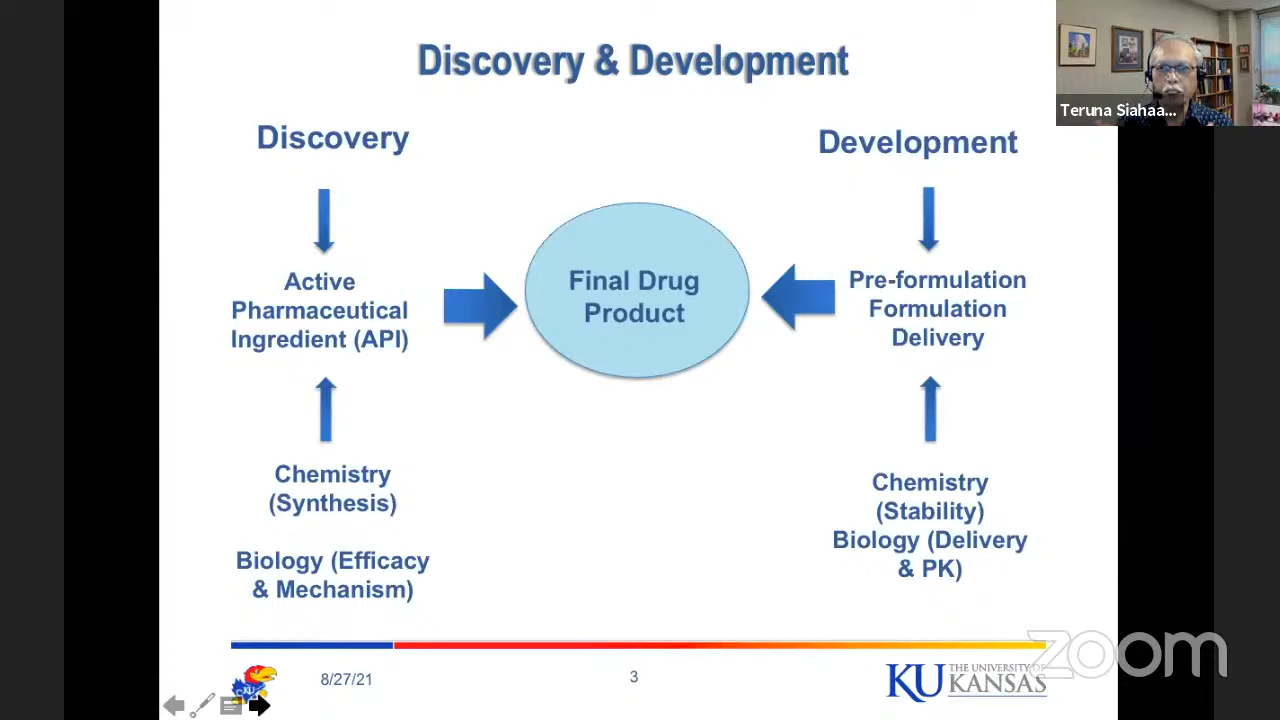 Discovery & Development
Teruna Siahaa...
Discovery
Development
Active
Pharmaceutical
Ingredient (API)
Final Drug
Product
Pre-formulation
Formulation
Delivery
Chemistry
(Synthesis)
Biology (Efficacy
& Mechanism)
Chemistry
(Stability)
Biology (Delivery
& PK)
KU
8/27/21
3
KU THE UNIVERSITY OF
KANSAS
zoom